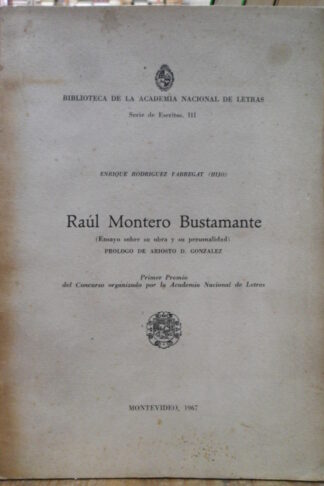 BIBLIOTECA DE LA ACADEMIA NACIONAL DE LETRAS
Serie de Escritos, III
ENRIQUE RODRIGUEZ FABREGAT (HIJO)
Raúl Montero Bustamante
(Ensayo sobre su obra y su personalidad)
PROLOGO DE ARIOSTO D. GONZALEZ
Primer Premio
del Concurso organizado por la Academia Nacional de Letras
MONTEVIDEO, 1967